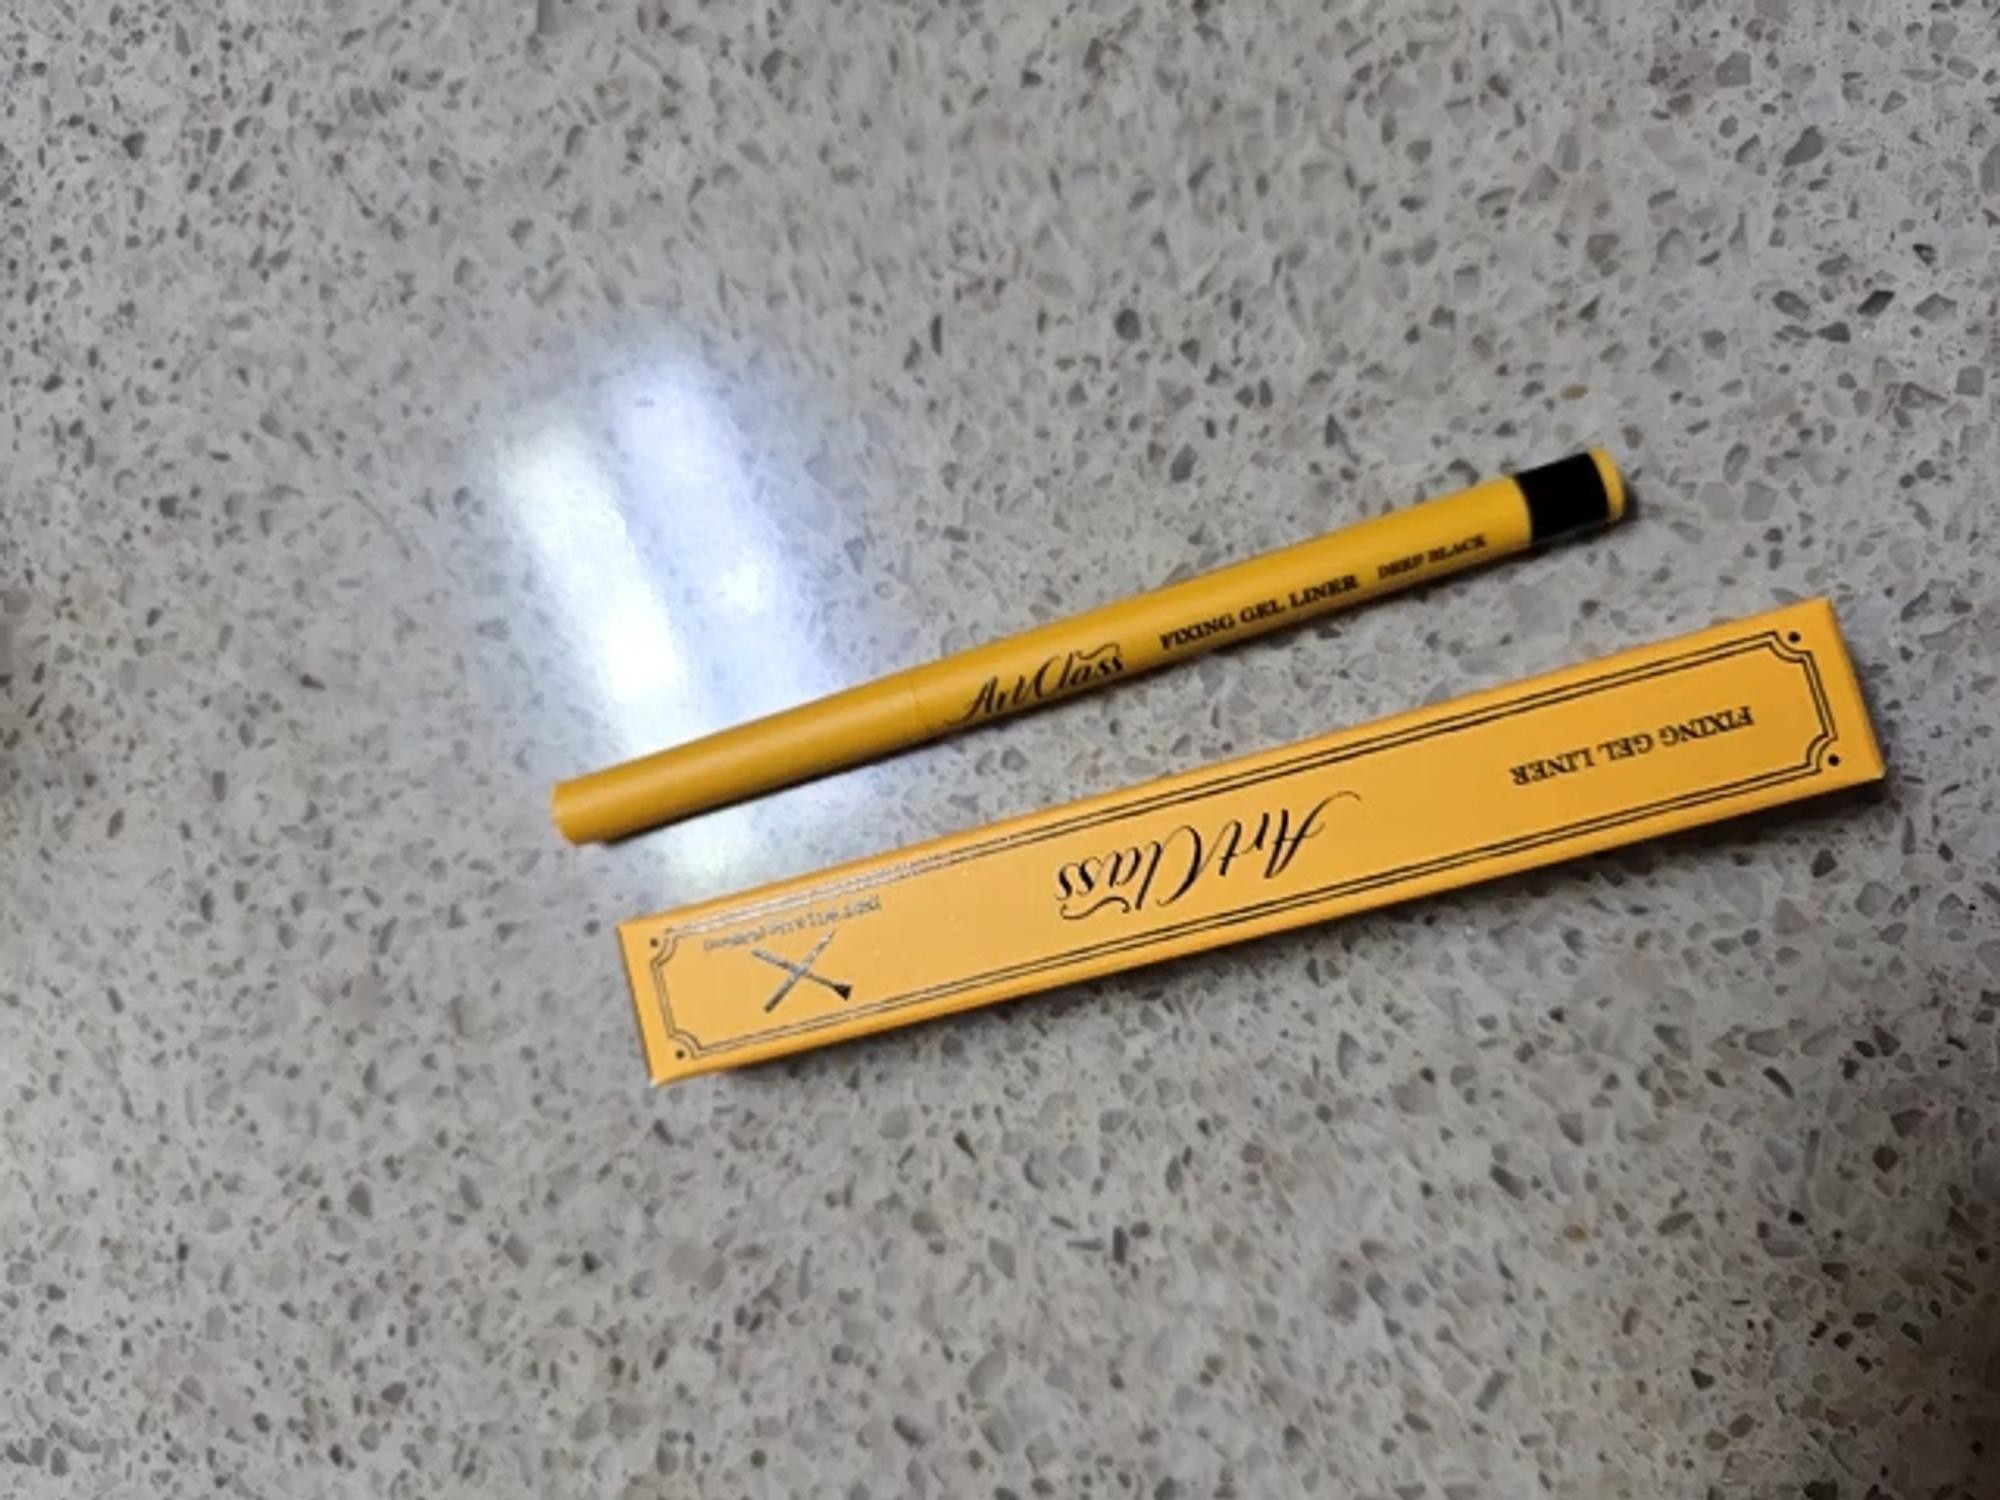 ArtClass FIXING GEL LINER DEEP BLACK
FIXING GEL LINER
ArtClass